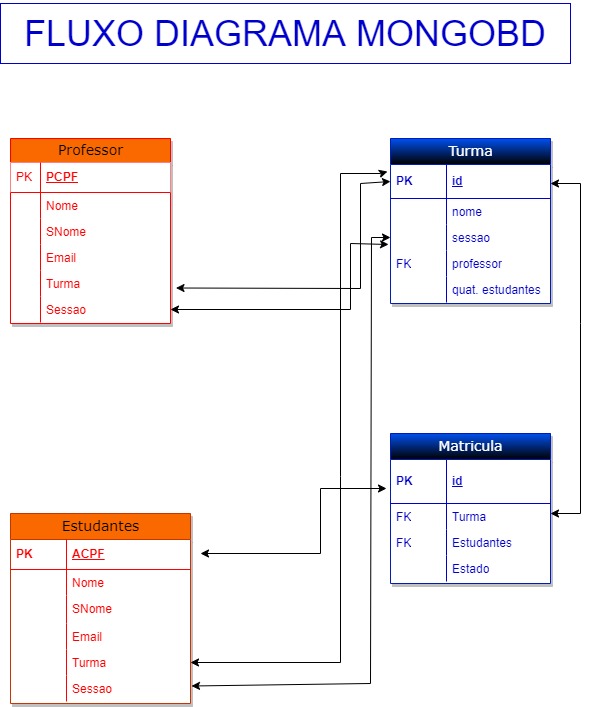 FLUXO DIAGRAMA MONGOBD
Professor
PK PCPF
Nome
SNome
Email
Turma
Sessao
Turma
PK id
nome
sessao
FK professor
quat. estudantes
Matricula
PK id
FK Turma
FK Estudantes
Estado
Estudantes
PK ACPF
Nome
SNome
Email
Turma
Sessao